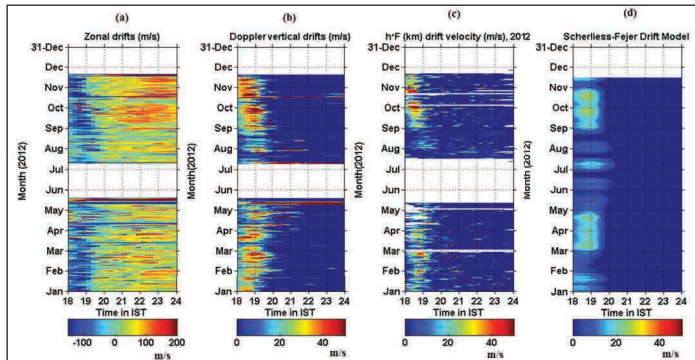 (a) (b) (c) (d)
Zonal drifts (m/s) Doppler vertical drifts (m/s) h'F (km) drift velocity (m/s), 2012 Scherliess-Fejer Drift Model
31-Dec 31-Dec 31-Dec 31-Dec
Dec Dec Dec Dec
Nov Nov Nov Nov
Oct Oct Oct Oct
Sep Sep Sep Sep
Aug Aug Aug Aug
Jul Jul Jul Jul
Jun Jun Jun Jun
May May May May
Apr Apr Apr Apr
Mar Mar Mar Mar
Feb Feb Feb Feb
Jan Jan Jan Jan
Month (2012) Month(2012) Month(2012) Month (2012)
18 19 20 21 22 23 24 18 19 20 21 22 23 24 18 19 20 21 22 23 24 18 19 20 21 22 23 24
Time in IST Time in IST Time in IST Time in IST
-100 0 100 200 0 20 40 0 20 40 0 20 40
m/s m/s m/s m/s